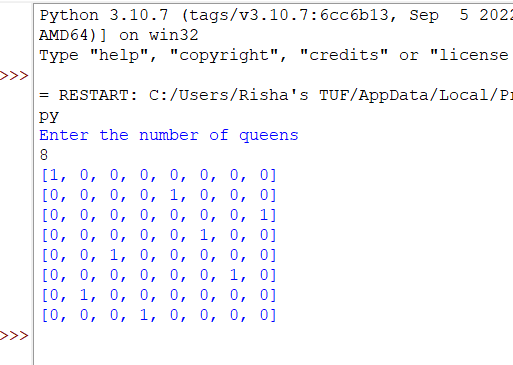 Python 3.10.7 (tags/v3.10.7:6cc6b13, Sep  5 2022
AMD64)] on win32
Type "help", "copyright", "credits" or "license
>>>
= RESTART: C:/Users/Risha's TUF/AppData/Local/
py
Enter the number of queens
8
[1, 0, 0, 0, 0, 0, 0, 0]
[0, 0, 0, 0, 1, 0, 0, 0]
[0, 0, 0, 0, 0, 0, 0, 1]
[0, 0, 0, 0, 0, 1, 0, 0]
[0, 0, 1, 0, 0, 0, 0, 0]
[0, 0, 0, 0, 0, 0, 1, 0]
[0, 1, 0, 0, 0, 0, 0, 0]
[0, 0, 0, 1, 0, 0, 0, 0]
>>>